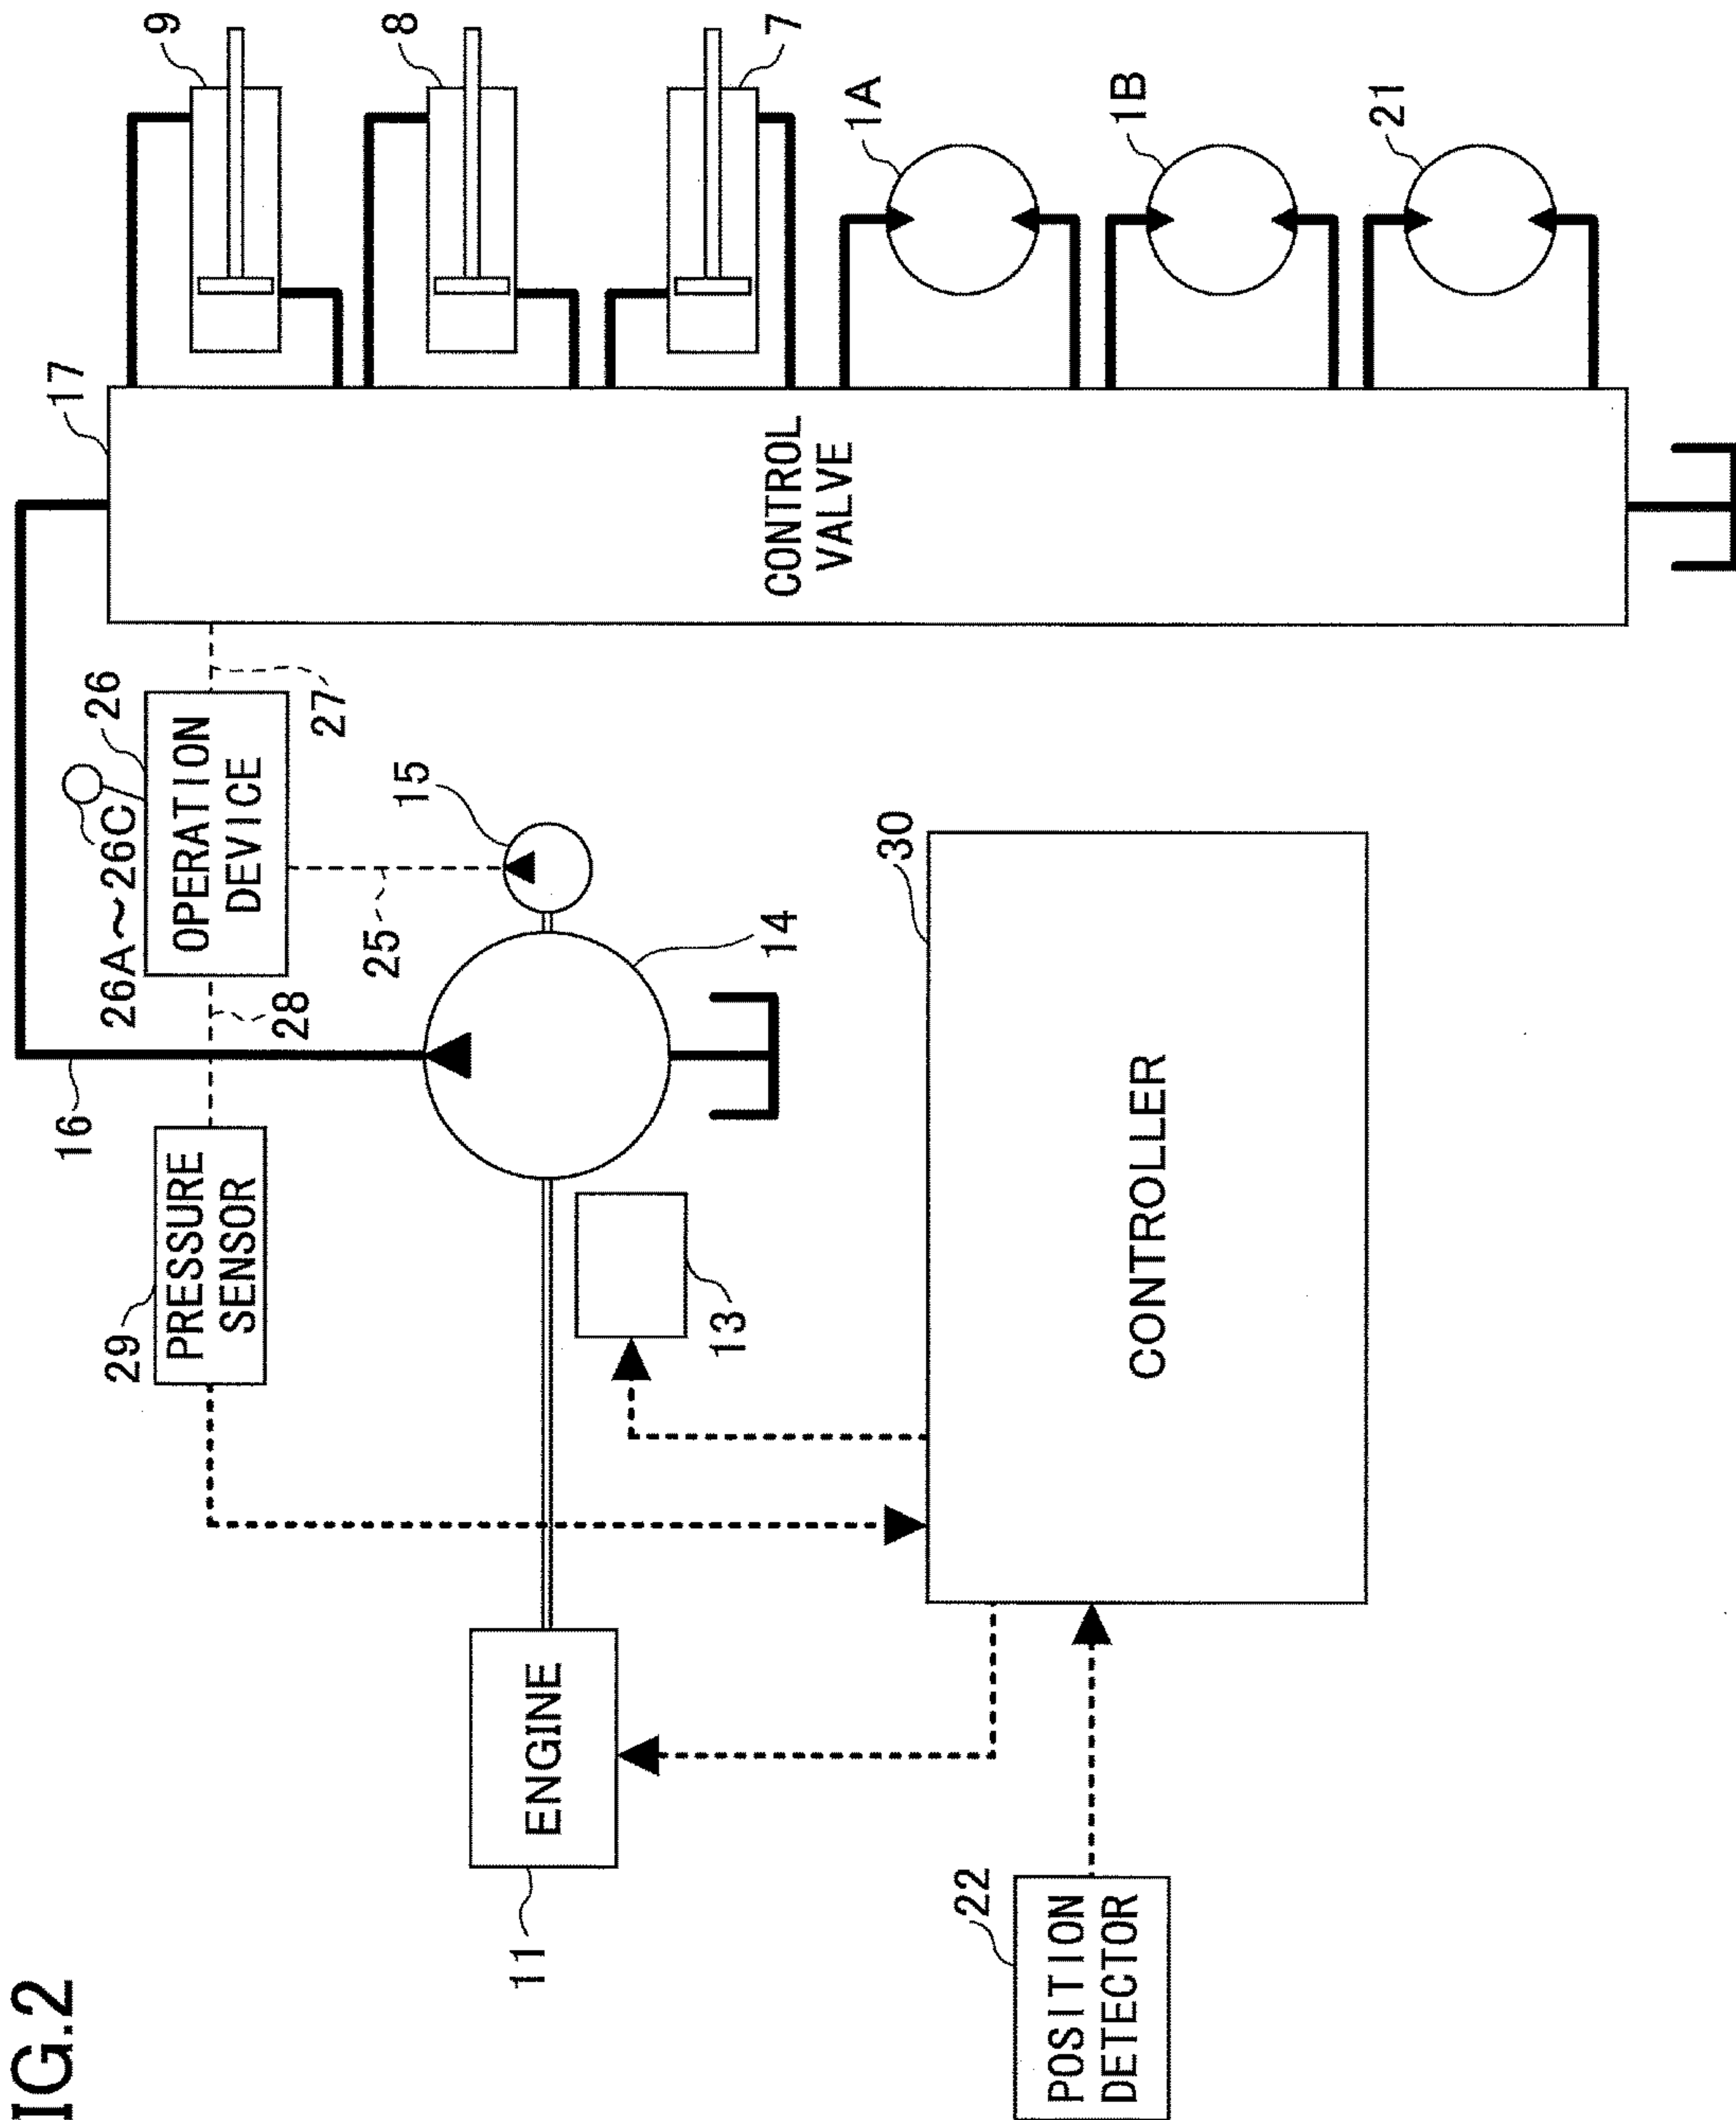 IG.2
9
8
7
1A
1B
21
17
CONTROL
VALVE
26
26A～26C
OPERATION
DEVICE
27
15
25
28
14
16
29
PRESSURE
SENSOR
13
30
CONTROLLER
ENGINE
11
22
POSITION
DETECTOR